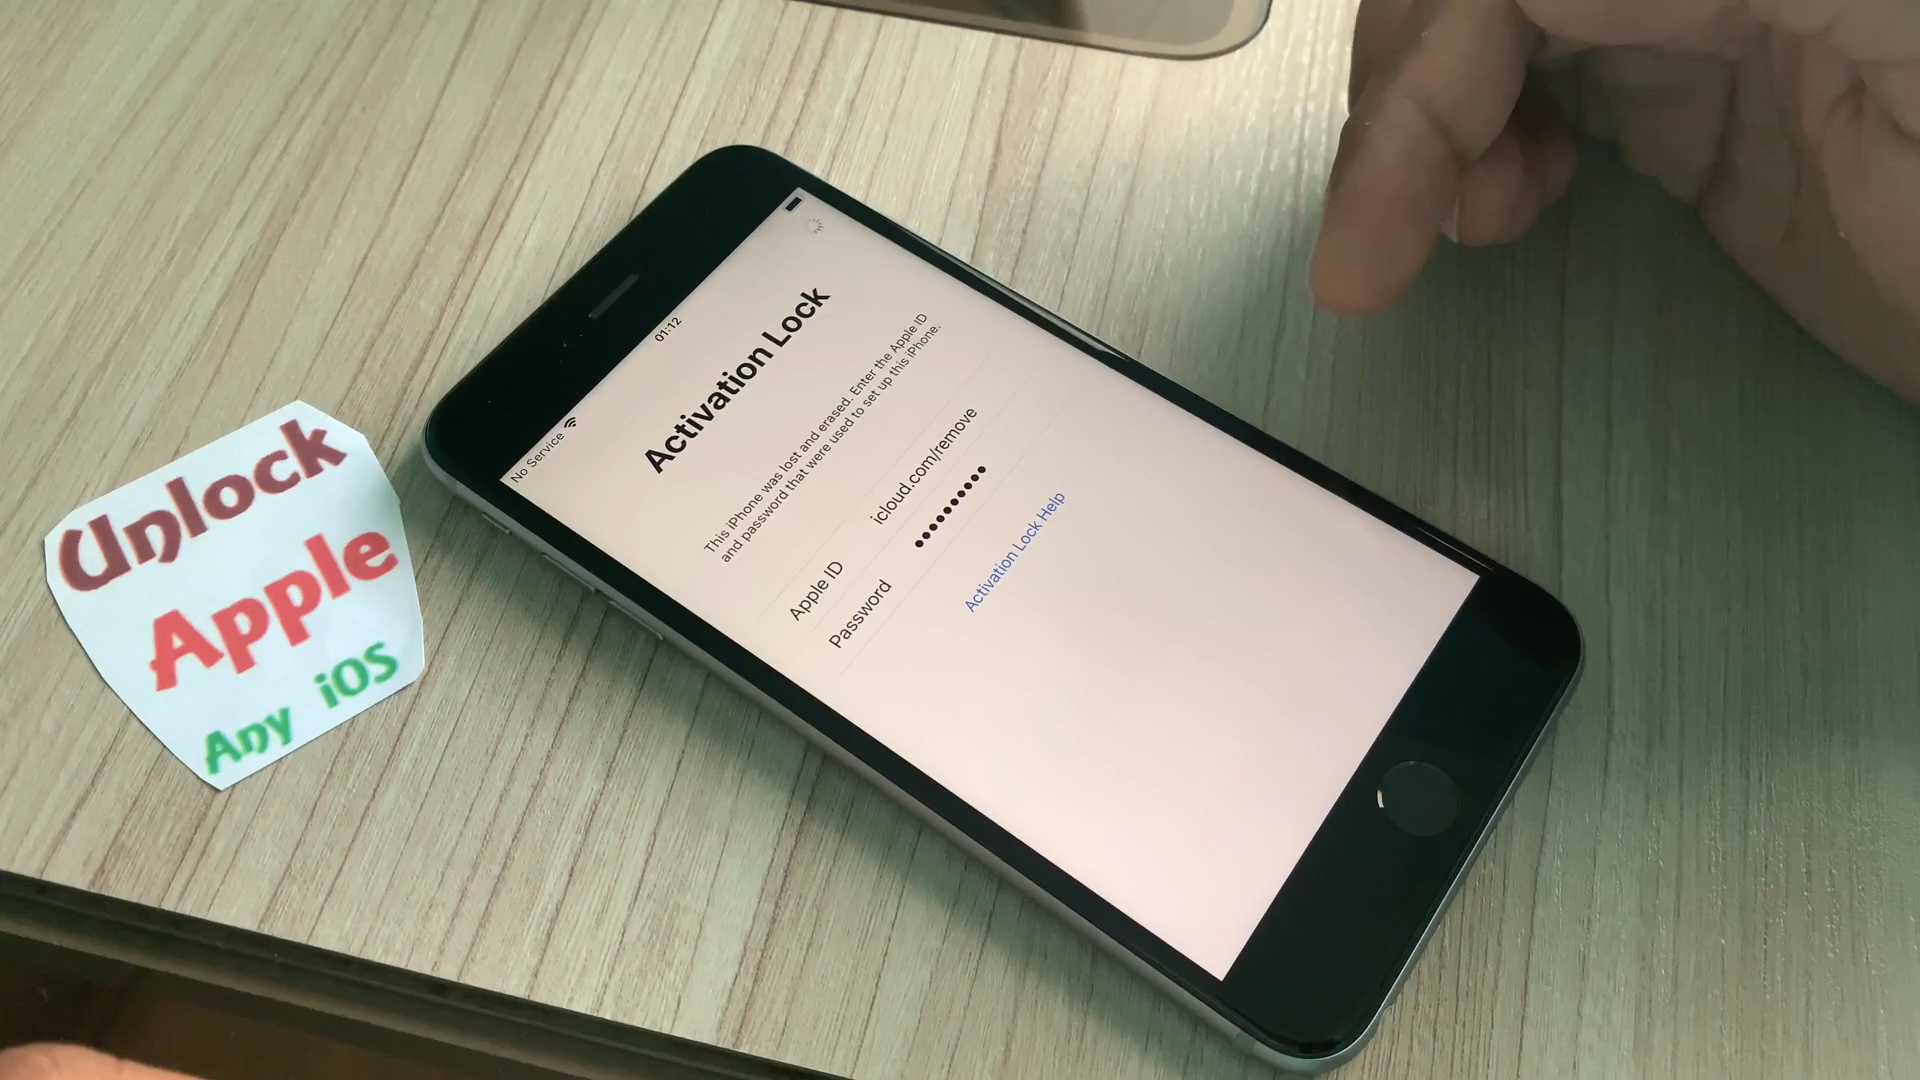 Unlock
Apple
Any iOS
No Service
01:12
Activation Lock
This iPhone was lost and erased. Enter the Apple ID
and password that were used to set up this iPhone.
Apple ID icloud.com/remove
Password ••••••••••
Activation Lock Help